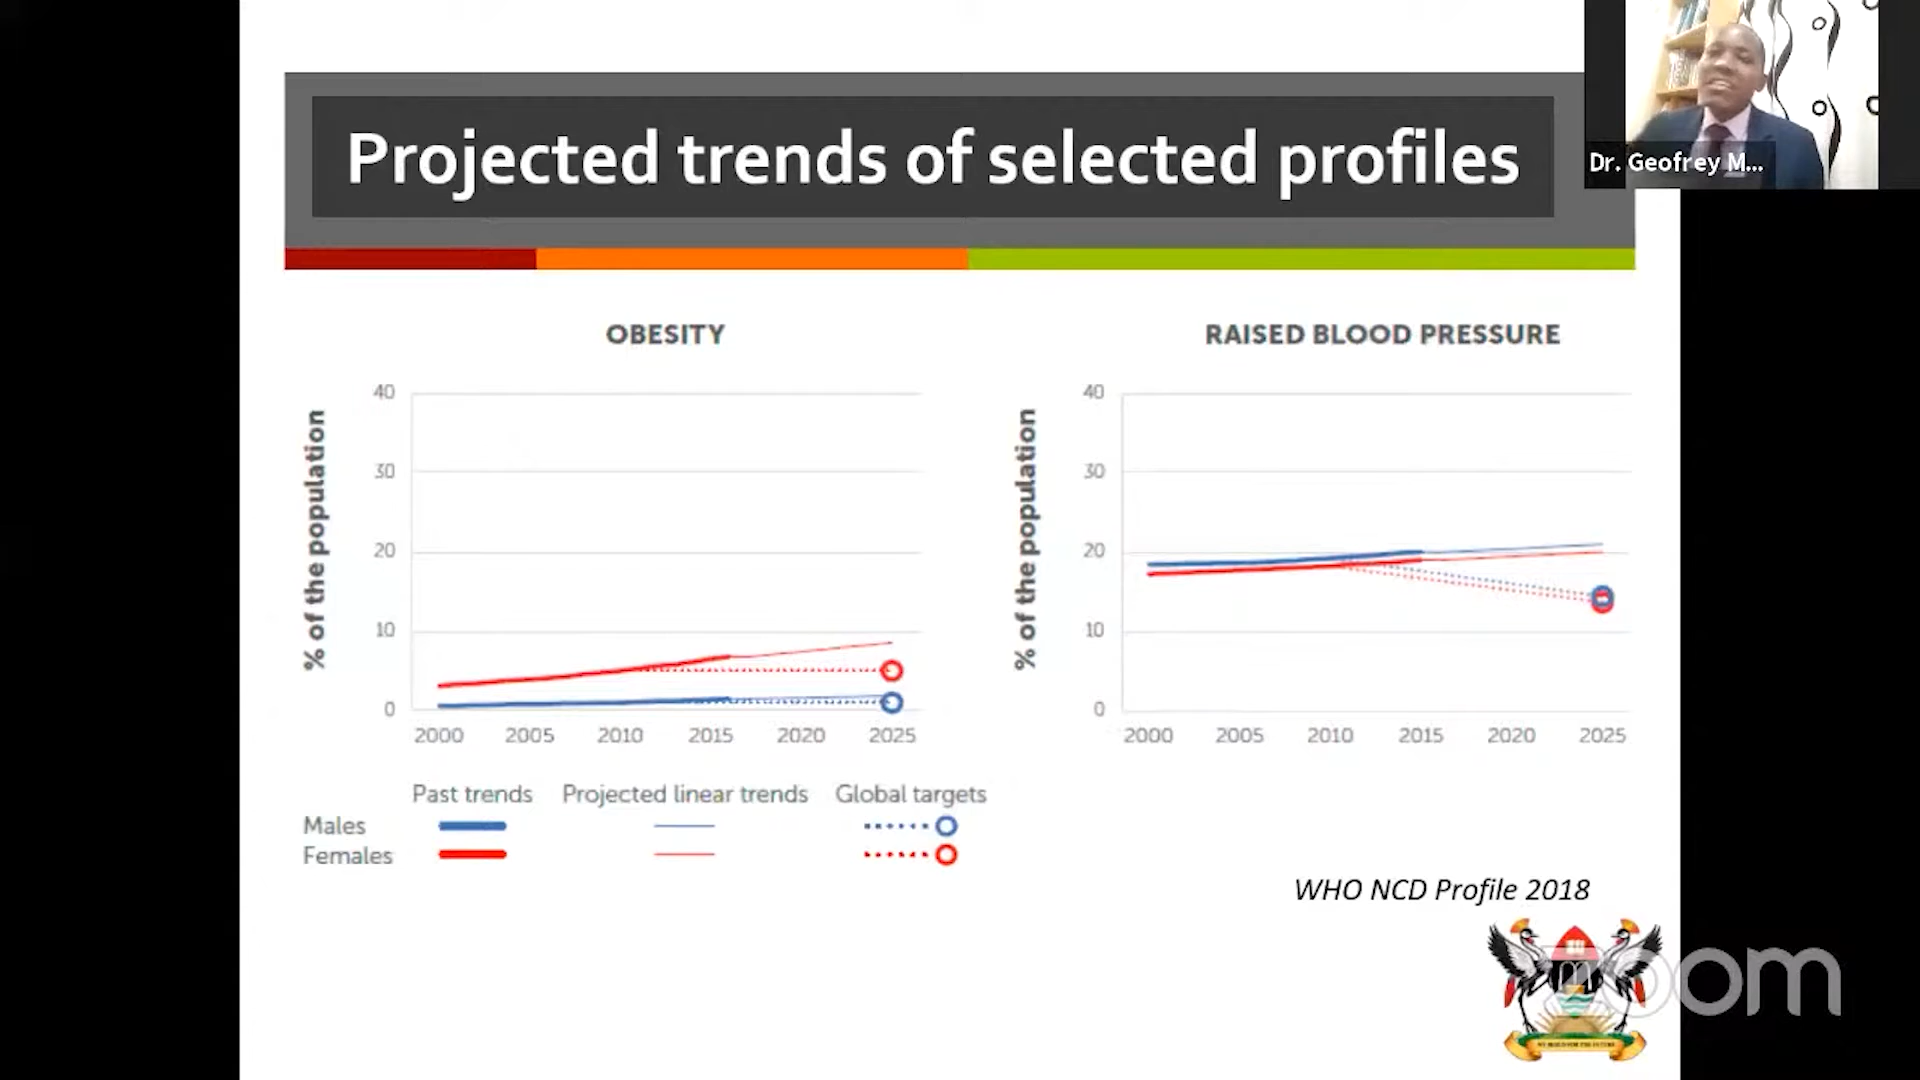 Projected trends of selected profiles
Dr. Geofrey M...
OBESITY
% of the population
40
30
20
10
0
2000 2005 2010 2015 2020 2025
RAISED BLOOD PRESSURE
% of the population
40
30
20
10
0
2000 2005 2010 2015 2020 2025
Past trends Projected linear trends Global targets
Males
Females
WHO NCD Profile 2018
zoom